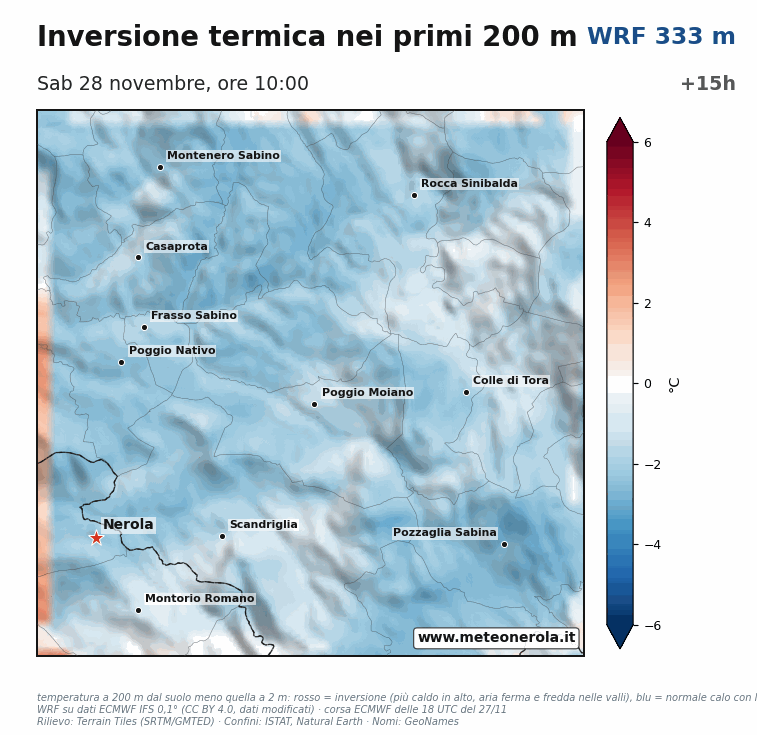 Inversione termica nei primi 200 m WRF 333 m
Sab 28 novembre, ore 10:00 +15h
Montenero Sabino
Rocca Sinibalda
Casaprota
Frasso Sabino
Poggio Nativo
Poggio Moiano
Colle di Tora
Nerola
Scandriglia
Pozzaglia Sabina
Montorio Romano
www.meteonerola.it
6
4
2
0
−2
−4
−6
°C
temperatura a 200 m dal suolo meno quella a 2 m: rosso = inversione (più caldo in alto, aria ferma e fredda nelle valli), blu = normale calo con
WRF su dati ECMWF IFS 0,1° (CC BY 4.0, dati modificati) · corsa ECMWF delle 18 UTC del 27/11
Rilievo: Terrain Tiles (SRTM/GMTED) · Confini: ISTAT, Natural Earth · Nomi: GeoNames